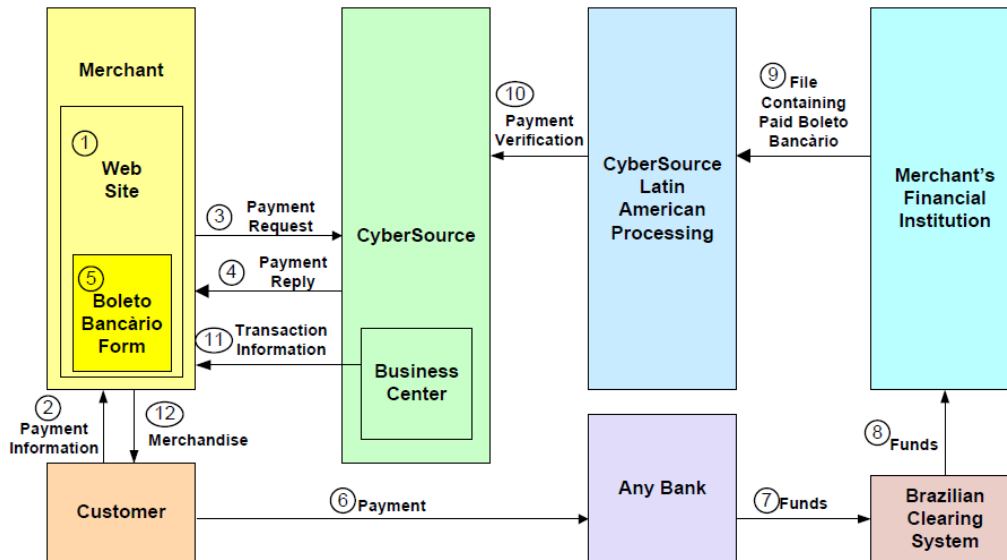 Merchant
1
Web
Site
5
Boleto
Bancàrio
Form
3
Payment
Request
4
Payment
Reply
11
Transaction
Information
CyberSource
Business
Center
10
Payment
Verification
CyberSource
Latin
American
Processing
9
File
Containing
Paid Boleto
Bancàrio
Merchant's
Financial
Institution
2
Payment
Information
12
Merchandise
8
Funds
Customer
6
Payment
Any Bank
7
Funds
Brazilian
Clearing
System